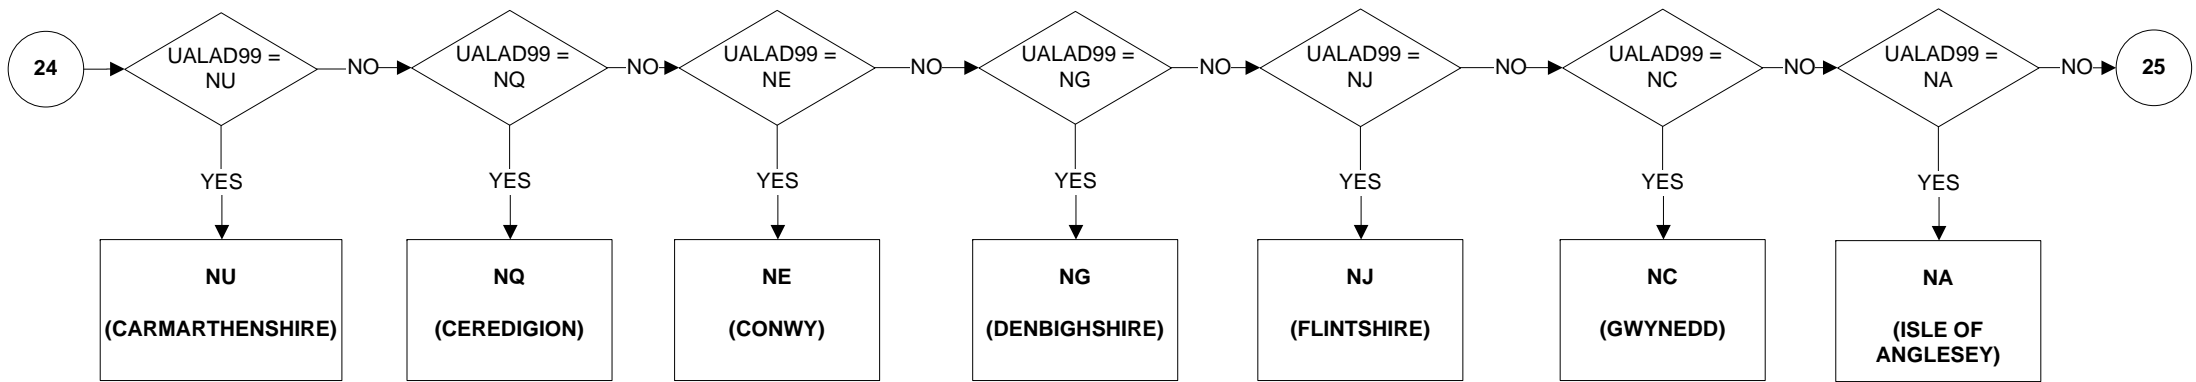 24
UALAD99 =
NU
NO
UALAD99 =
NQ
NO
UALAD99 =
NE
NO
UALAD99 =
NG
NO
UALAD99 =
NJ
NO
UALAD99 =
NC
NO
UALAD99 =
NA
NO
25
YES
YES
YES
YES
YES
YES
YES
NU
(CARMARTHENSHIRE)
NQ
(CEREDIGION)
NE
(CONWY)
NG
(DENBIGHSHIRE)
NJ
(FLINTSHIRE)
NC
(GWYNEDD)
NA
(ISLE OF
ANGLESEY)